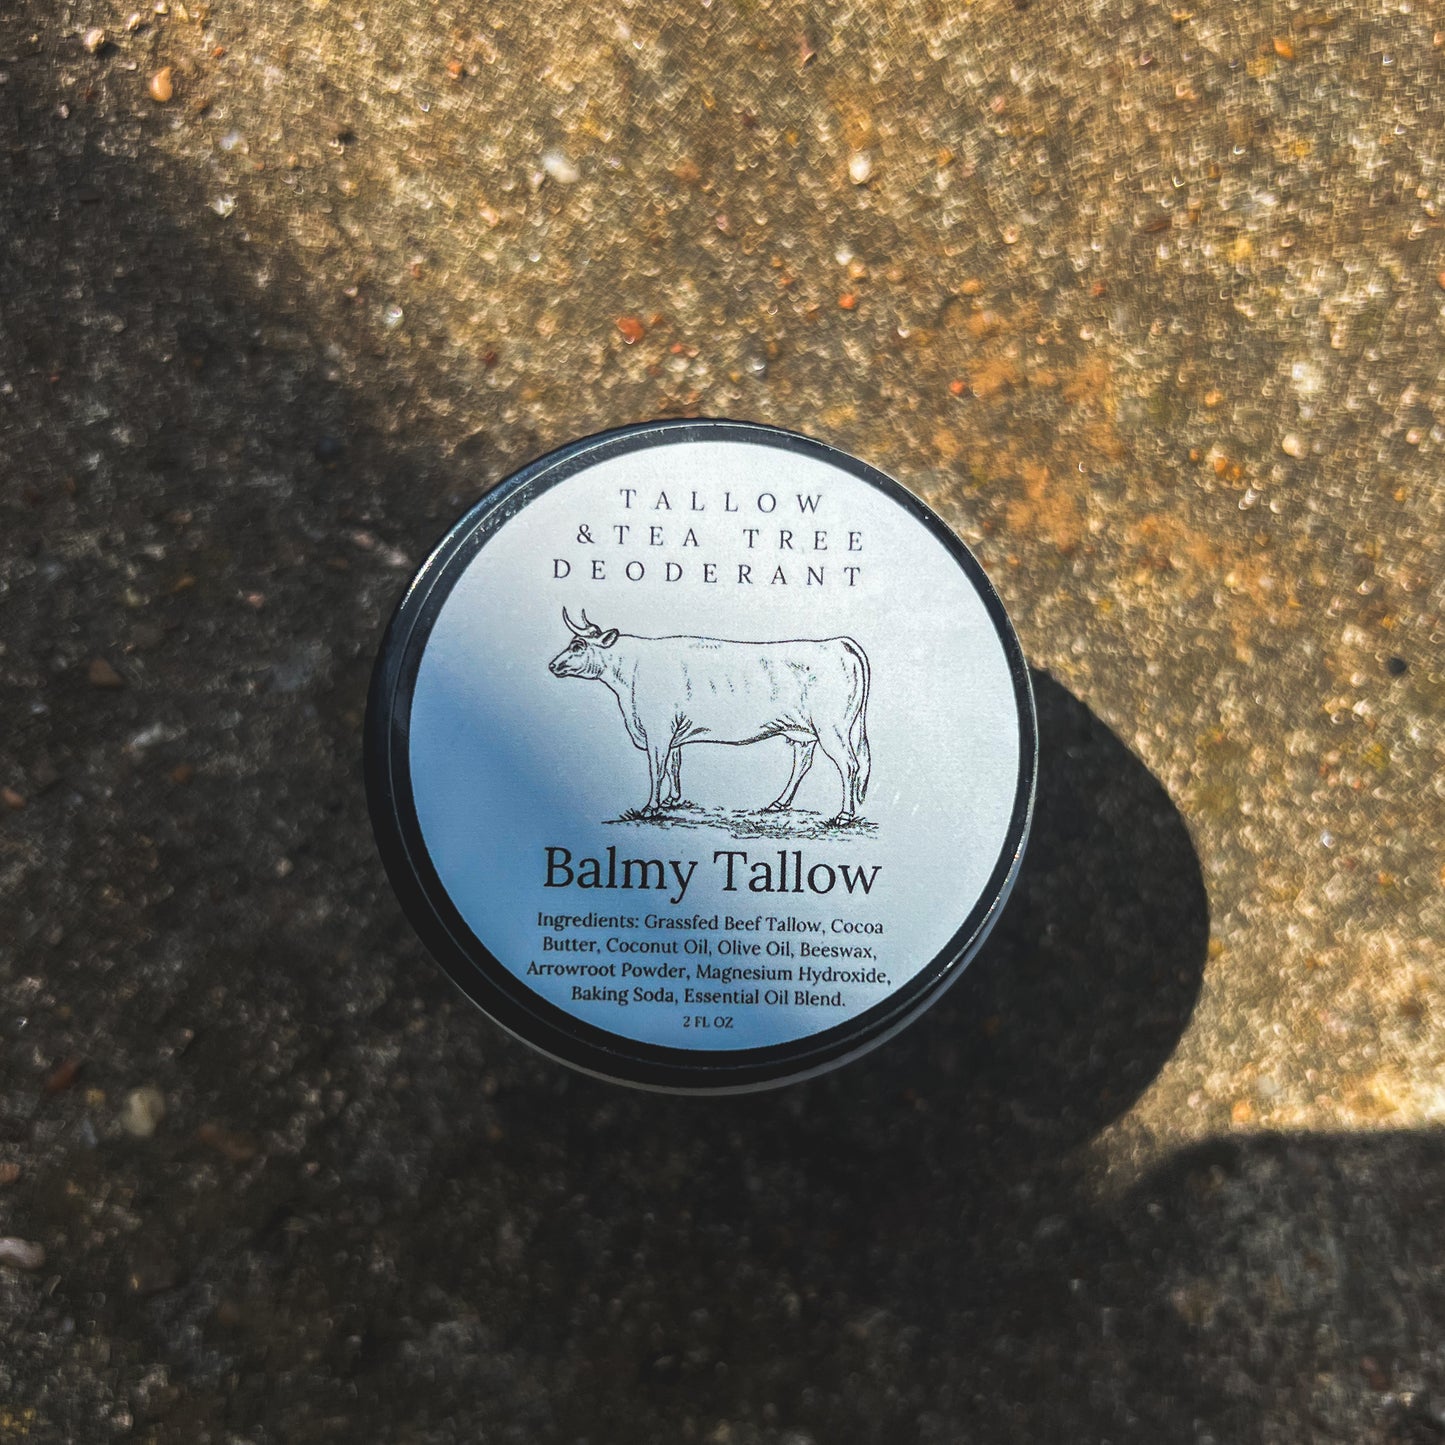 TALLOW
&TEA TREE
DEODERANT
Balmy Tallow
Ingredients: Grassfed Beef Tallow, Cocoa
Butter, Coconut Oil, Olive Oil, Beeswax,
Arrowroot Powder, Magnesium Hydroxide,
Baking Soda, Essential Oil Blend.
2 FL OZ